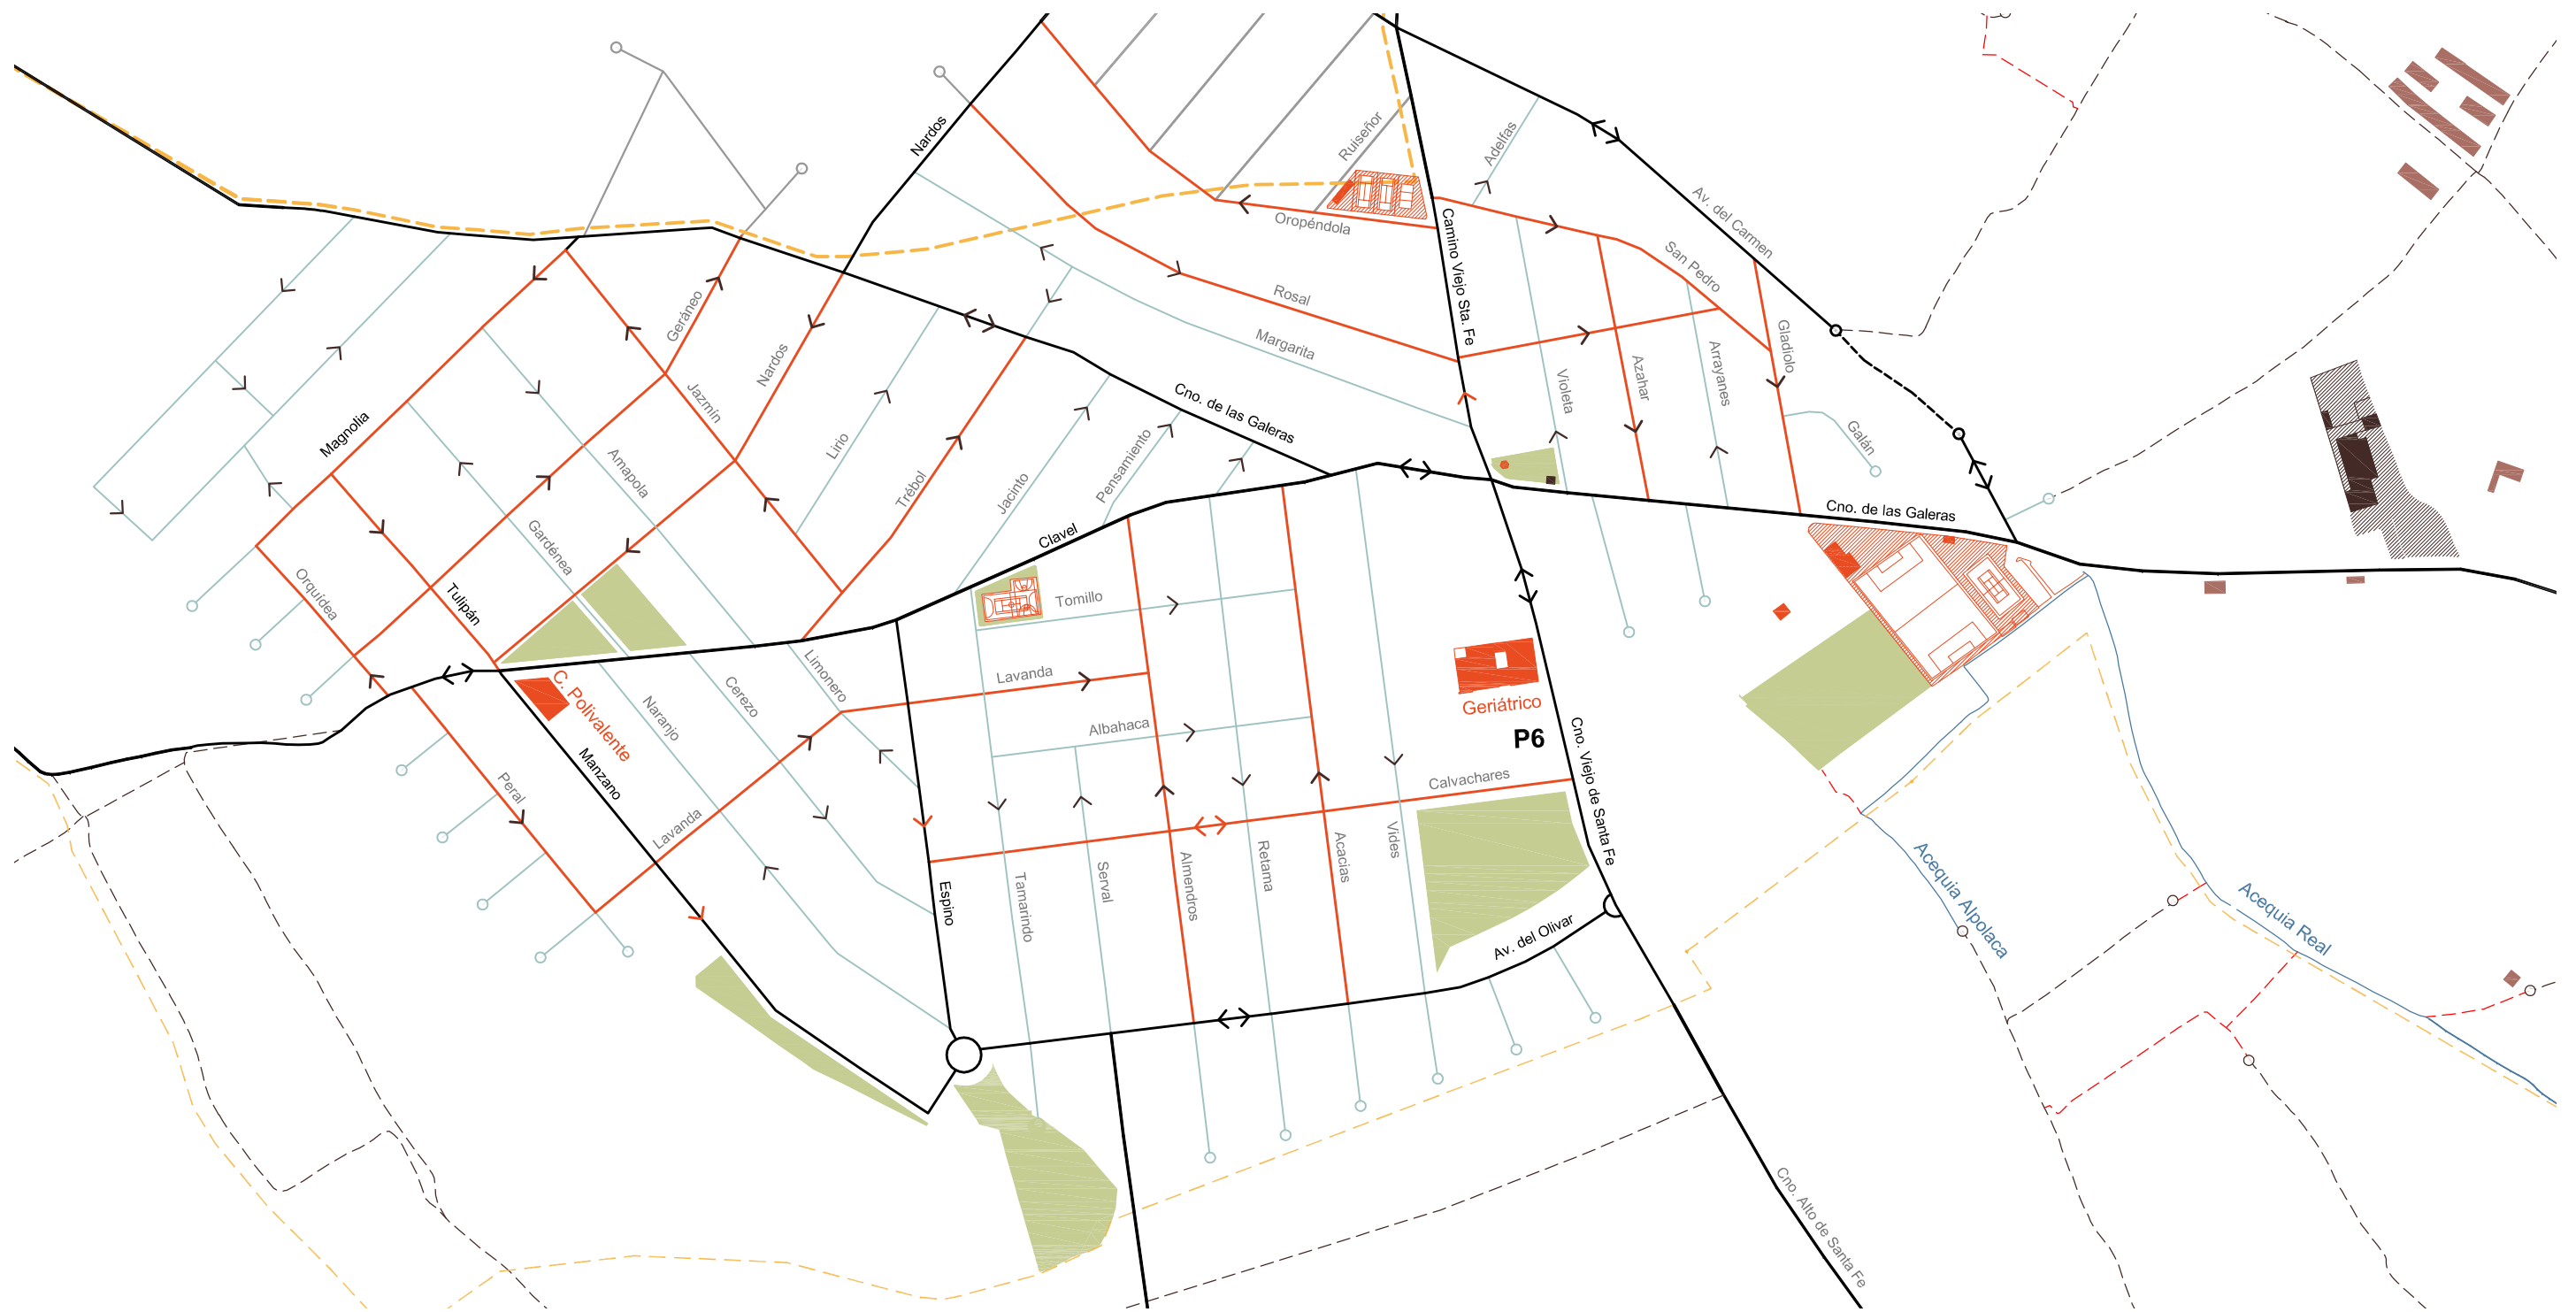 Nardos
Ruiseñor
Adelfas
Av. del Carmen
Oropéndola
Camino Viejo Sta. Fe
San Pedro
Rosal
Geráneo
Margarita
Gladiolo
Nardos
Jazmín
Violeta
Azahar
Arrayanes
Magnolia
Cno. de las Galeras
Lirio
Galán
Amapola
Trébol
Jacinto
Pensamiento
Cno. de las Galeras
Gardénea
Clavel
Orquídea
Tulipán
Tomillo
Limonero
Lavanda
C. Polivalente
Cerezo
Naranjo
Geriátrico
Albahaca
P6
Cno. Viejo de Santa Fe
Manzano
Peral
Calvachares
Lavanda
Vides
Acacias
Retama
Almendros
Serval
Tamarindo
Espino
Acequia Alpolaca
Acequia Real
Av. del Olivar
Cno. Alto de Santa Fe